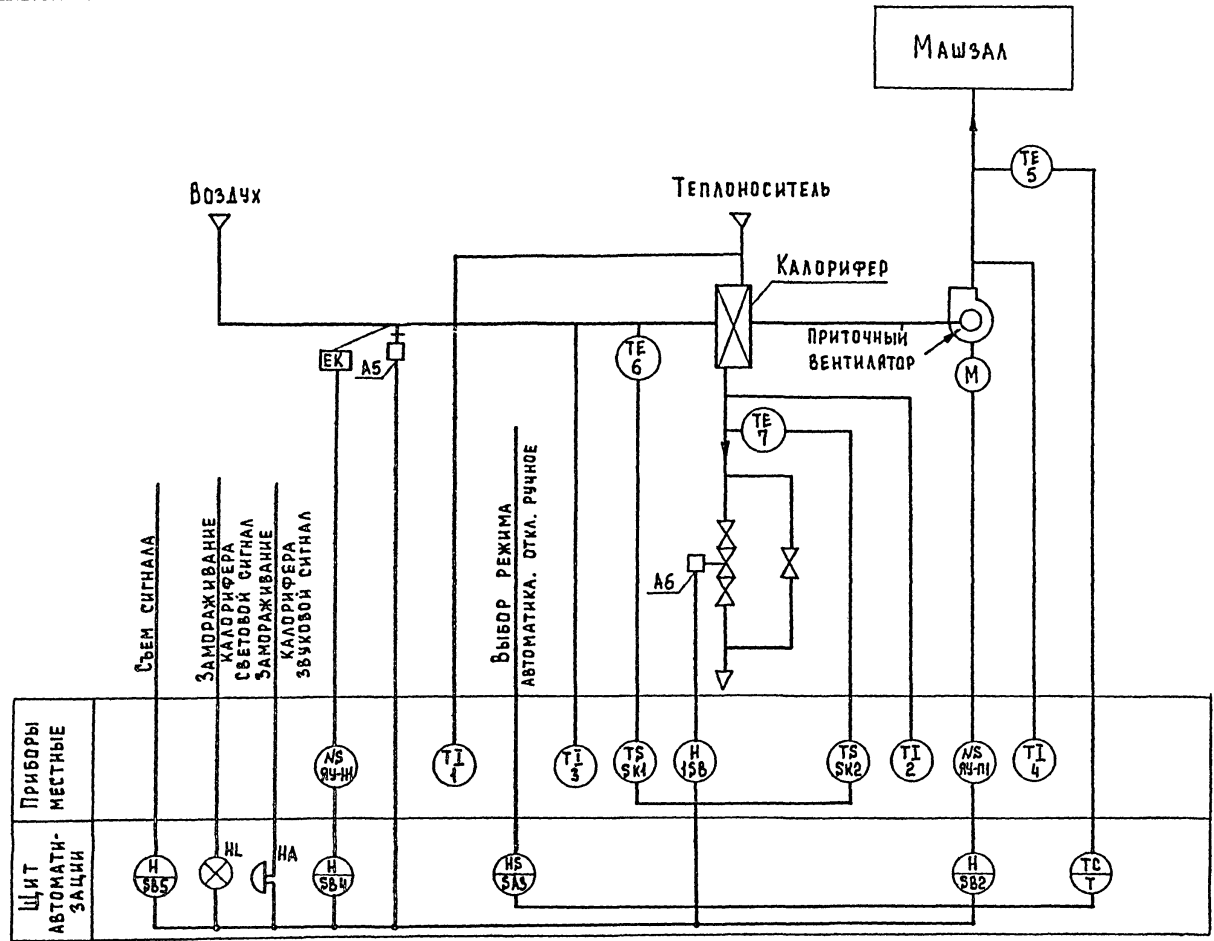 Машзал
TE
5
Воздух
Теплоноситель
Калорифер
EK
A5
TE
6
Приточный
вентилятор
M
TE
7
A6
Съем сигнала
Замораживание
калорифера
световой сигнал
Замораживание
калорифера
звуковой сигнал
Выбор режима
автоматика. откл. ручное
Приборы
местные
NS
ЯУ-Ж1
TI
1
TI
3
TS
SK1
H
1SB
TS
SK2
TI
2
NS
ЯУ-П1
TI
4
Щит
автомати-
зации
H
SB5
HL
HA
H
SB4
HS
SA3
H
SB2
TC
T